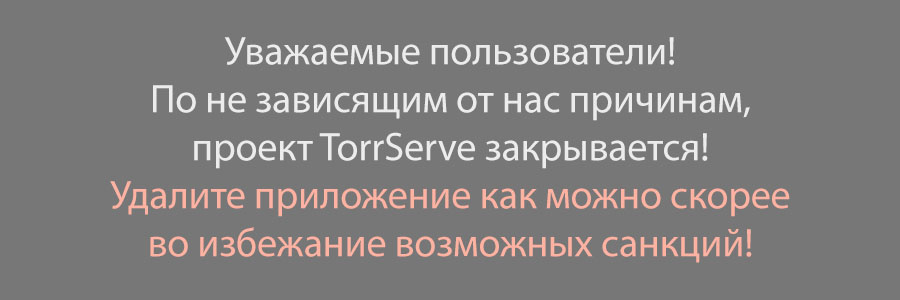 Уважаемые пользователи!
По не зависящим от нас причинам,
проект TorrServe закрывается!
Удалите приложение как можно скорее
во избежание возможных санкций!